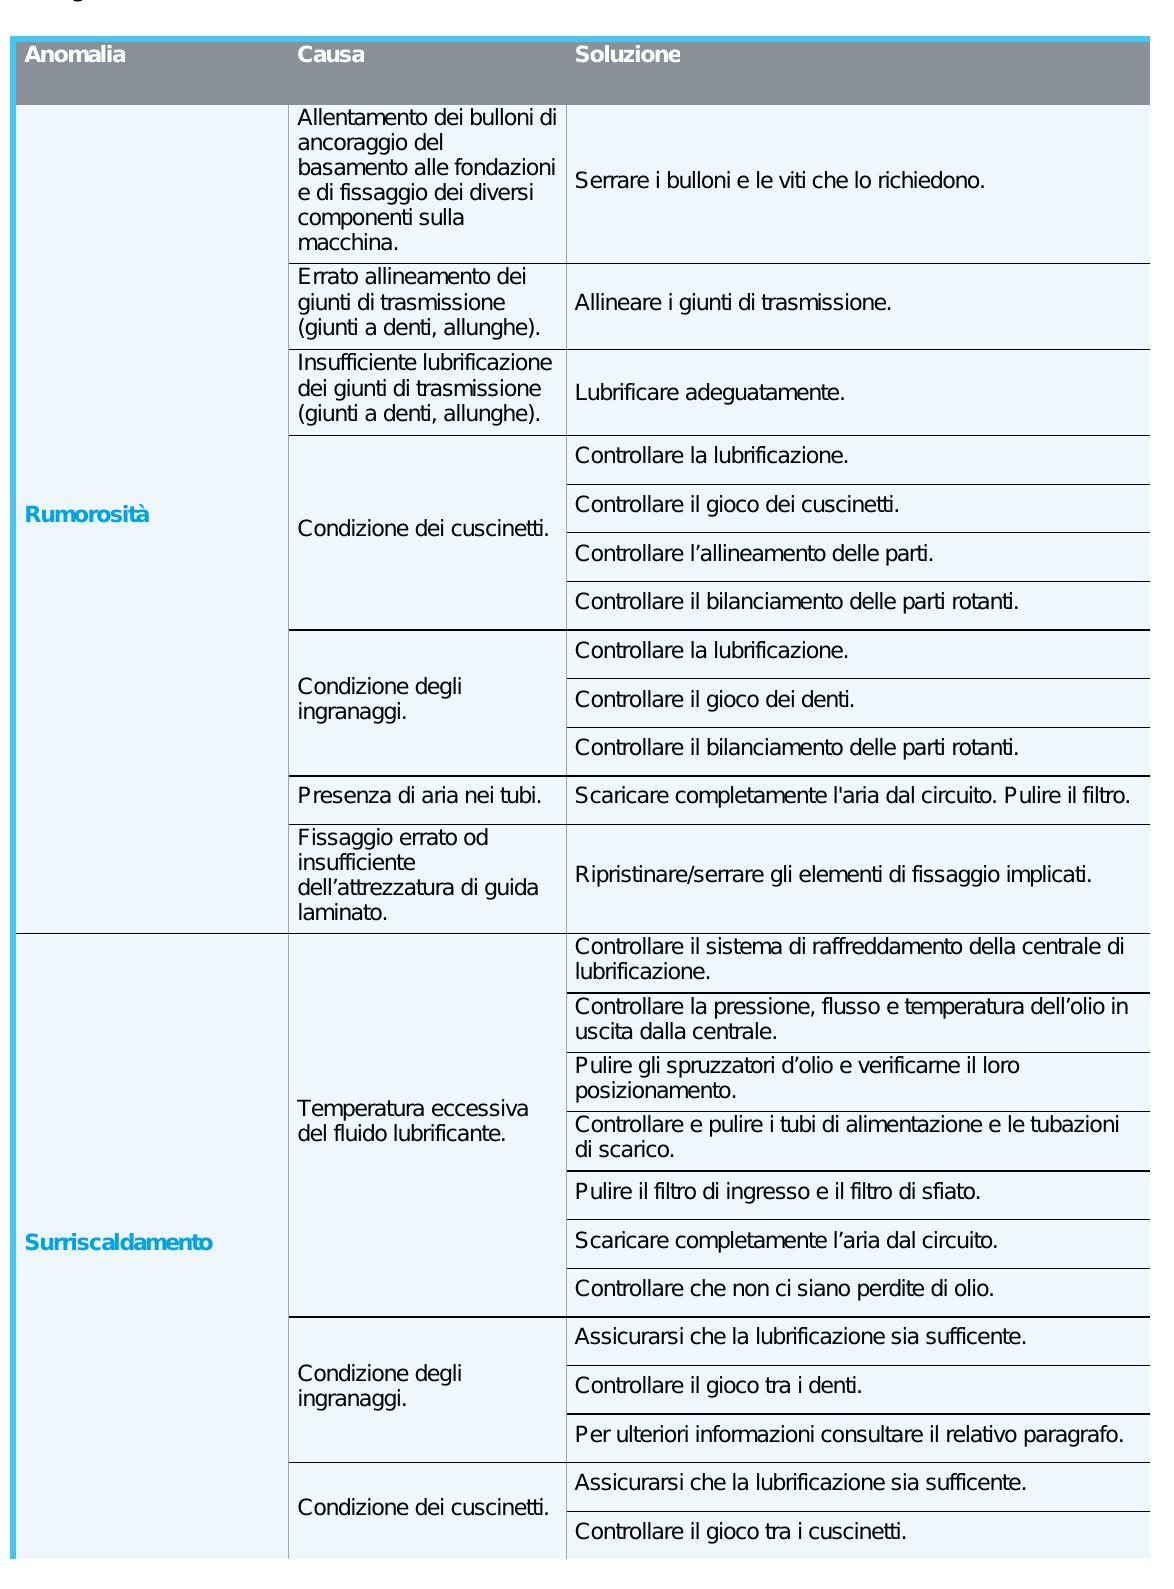 Anomalia Causa Soluzione
Allentamento dei bulloni di
ancoraggio del
basamento alle fondazioni
e di fissaggio dei diversi
componenti sulla
macchina.
Serrare i bulloni e le viti che lo richiedono.
Errato allineamento dei
giunti di trasmissione
(giunti a denti, allunghe).
Allineare i giunti di trasmissione.
Insufficiente lubrificazione
dei giunti di trasmissione
(giunti a denti, allunghe).
Lubrificare adeguatamente.
Rumorosità
Condizione dei cuscinetti.
Controllare la lubrificazione.
Controllare il gioco dei cuscinetti.
Controllare l’allineamento delle parti.
Controllare il bilanciamento delle parti rotanti.
Condizione degli
ingranaggi.
Controllare la lubrificazione.
Controllare il gioco dei denti.
Controllare il bilanciamento delle parti rotanti.
Presenza di aria nei tubi.
Scaricare completamente l'aria dal circuito. Pulire il filtro.
Fissaggio errato od
insufficiente
dell’attrezzatura di guida
laminato.
Ripristinare/serrare gli elementi di fissaggio implicati.
Surriscaldamento
Temperatura eccessiva
del fluido lubrificante.
Controllare il sistema di raffreddamento della centrale di
lubrificazione.
Controllare la pressione, flusso e temperatura dell’olio in
uscita dalla centrale.
Pulire gli spruzzatori d’olio e verificarne il loro
posizionamento.
Controllare e pulire i tubi di alimentazione e le tubazioni
di scarico.
Pulire il filtro di ingresso e il filtro di sfiato.
Scaricare completamente l’aria dal circuito.
Controllare che non ci siano perdite di olio.
Condizione degli
ingranaggi.
Assicurarsi che la lubrificazione sia sufficente.
Controllare il gioco tra i denti.
Per ulteriori informazioni consultare il relativo paragrafo.
Condizione dei cuscinetti.
Assicurarsi che la lubrificazione sia sufficente.
Controllare il gioco tra i cuscinetti.